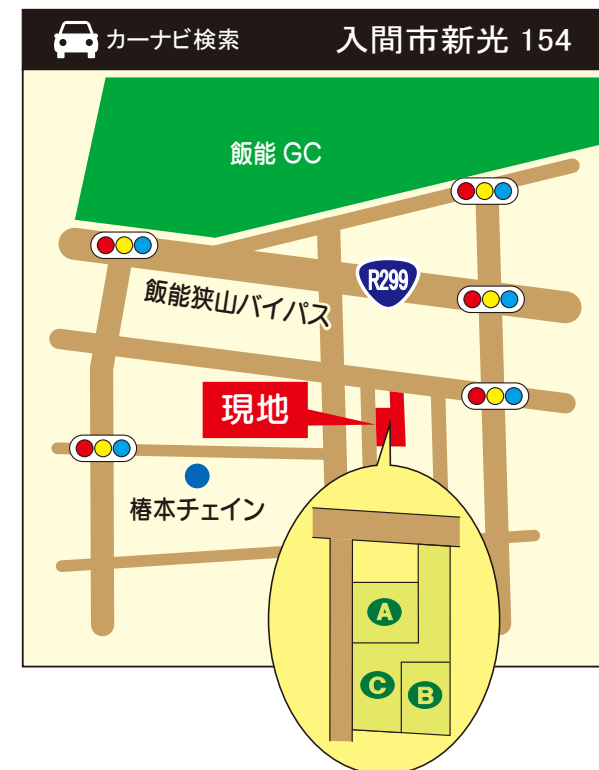 カーナビ検索 入間市新光 154
飯能 GC
R299
飯能狭山バイパス
現地
椿本チェイン
A
C
B